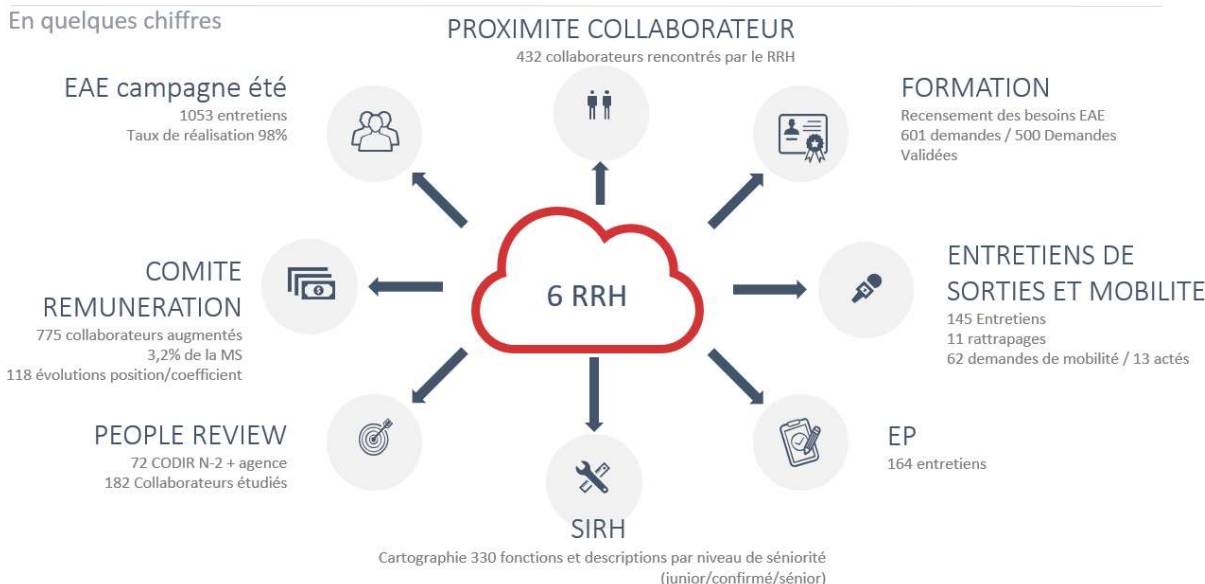 En quelques chiffres
PROXIMITE COLLABORATEUR
432 collaborateurs rencontrés par le RRH
EAE campagne été
1053 entretiens
Taux de réalisation 98%
FORMATION
Recensement des besoins EAE
601 demandes / 500 Demandes
Validées
COMITE
REMUNERATION
775 collaborateurs augmentés
3,2% de la MS
118 évolutions position/coefficient
6 RRH
ENTRETIENS DE
SORTIES ET MOBILITE
145 Entretiens
11 rattrapages
62 demandes de mobilité / 13 actés
PEOPLE REVIEW
72 CODIR N-2 + agence
182 Collaborateurs étudiés
EP
164 entretiens
SIRH
Cartographie 330 fonctions et descriptions par niveau de séniorité
(junior/confirmé/sénior)